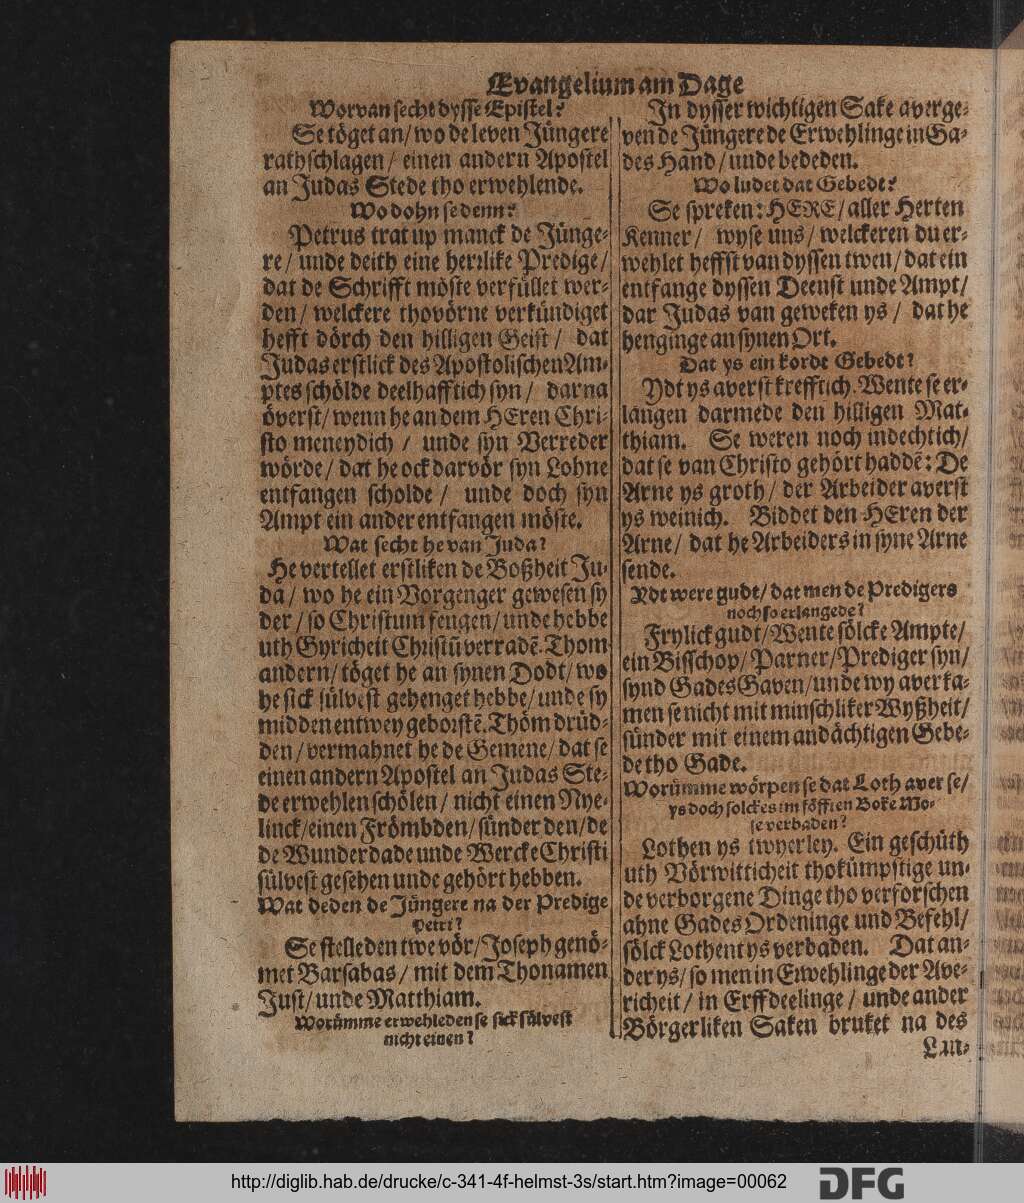 Evangelium am Dage
Worvan secht dysse Epistel?
Se töget an/ wo de leven Jüngere
rathschlagen/ einen andern Apostel
an Judas Stede tho erwehlende.
Wo dohn se denn?
Petrus trat up manck de Jünge-
re/ unde deith eine herrlike Predige/
dat de Schrifft möste verfüllet wer-
den/ welckere thovörne verkündiget
hefft dörch den hilligen Geist/ dat
Judas erstlick des Apostolischen Am-
ptes schölde deelhafftich syn/ darna
överst/ wenn he an dem HEren Chri-
sto meneydich/ unde syn Verreder
wörde/ dat he ock darvör syn Lohne
entfangen scholde/ unde doch syn
Ampt ein ander entfangen möste.
Wat secht he van Juda?
He vertellet erstliken de Boßheit Ju-
da/ wo he ein Vorgenger gewesen sy
der/ so Christum fengen/ unde hebbe
uth Gyricheit Christū verradē. Thom
andern/ töget he an synen Dodt/ wo
he sick sülvest gehenget hebbe/ unde sy
midden entwey geborstē. Thöm drüd-
den/ vermahnet he de Gemene/ dat se
einen andern Apostel an Judas Ste-
de erwehlen schölen/ nicht einen Nye-
linck/ einen Frömbden/ sünder den/ de
de Wunderdade unde Wercke Christi
sülvest gesehen unde gehört hebben.
Wat deden de Jüngere na der Predige
Petri?
Se stelleden twe vör/ Joseph genö-
met Barsabas/ mit dem Thonamen
Just/ unde Matthiam.
Worümme erwehleden se sick sülvest
nicht einen?
In dysser wichtigen Sake averge-
ven de Jüngere de Erwehlinge in Ga-
des Hand/ unde bededen.
Wo ludet dat Gebedt?
Se spreken: HERE/ aller Herten
Kenner/ wyse uns/ welckeren du er-
wehlet heffst van dyssen twen/ dat ein
entfange dyssen Deenst unde Ampt/
dar Judas van geweken ys/ dat he
henginge an synen Ort.
Dat ys ein kordt Gebedt?
Ydt ys averst krefftich. Wente se er-
langen darmede den hilligen Mat-
thiam. Se weren noch indechtich/
dat se van Christo gehört haddē: De
Arne ys groth/ der Arbeider averst
ys weinich. Biddet den HEren der
Arne/ dat he Arbeiders in syne Arne
sende.
Ydt were gudt/ dat men de Predigers
noch so erlangede?
Frylick gudt/ Wente sölcke Ampte/
ein Bisschop/ Parner/ Prediger syn/
synd Gades Gaven/ unde wy averka-
men se nicht mit minschliker Wyßheit/
sünder mit einem andächtigen Gebe-
de tho Gade.
Worümme wörpen se dat Loth aver se/
ys doch solckes im föfften Boke Mo-
se verbaden?
Lothen ys twyerley. Ein geschüth
uth Vörwitticheit thokümpstige un-
de verborgene Dinge tho verforschen
ahne Gades Ordeninge und Befehl/
sölck Lothent ys verbaden. Dat an-
der ys/ so men in Erwehlinge der Ave-
richeit/ in Erffdeelinge/ unde ander
Börgerliken Saken bruket na des
Lan-
http://diglib.hab.de/drucke/c-341-4f-helmst-3s/start.htm?image=00062
DFG